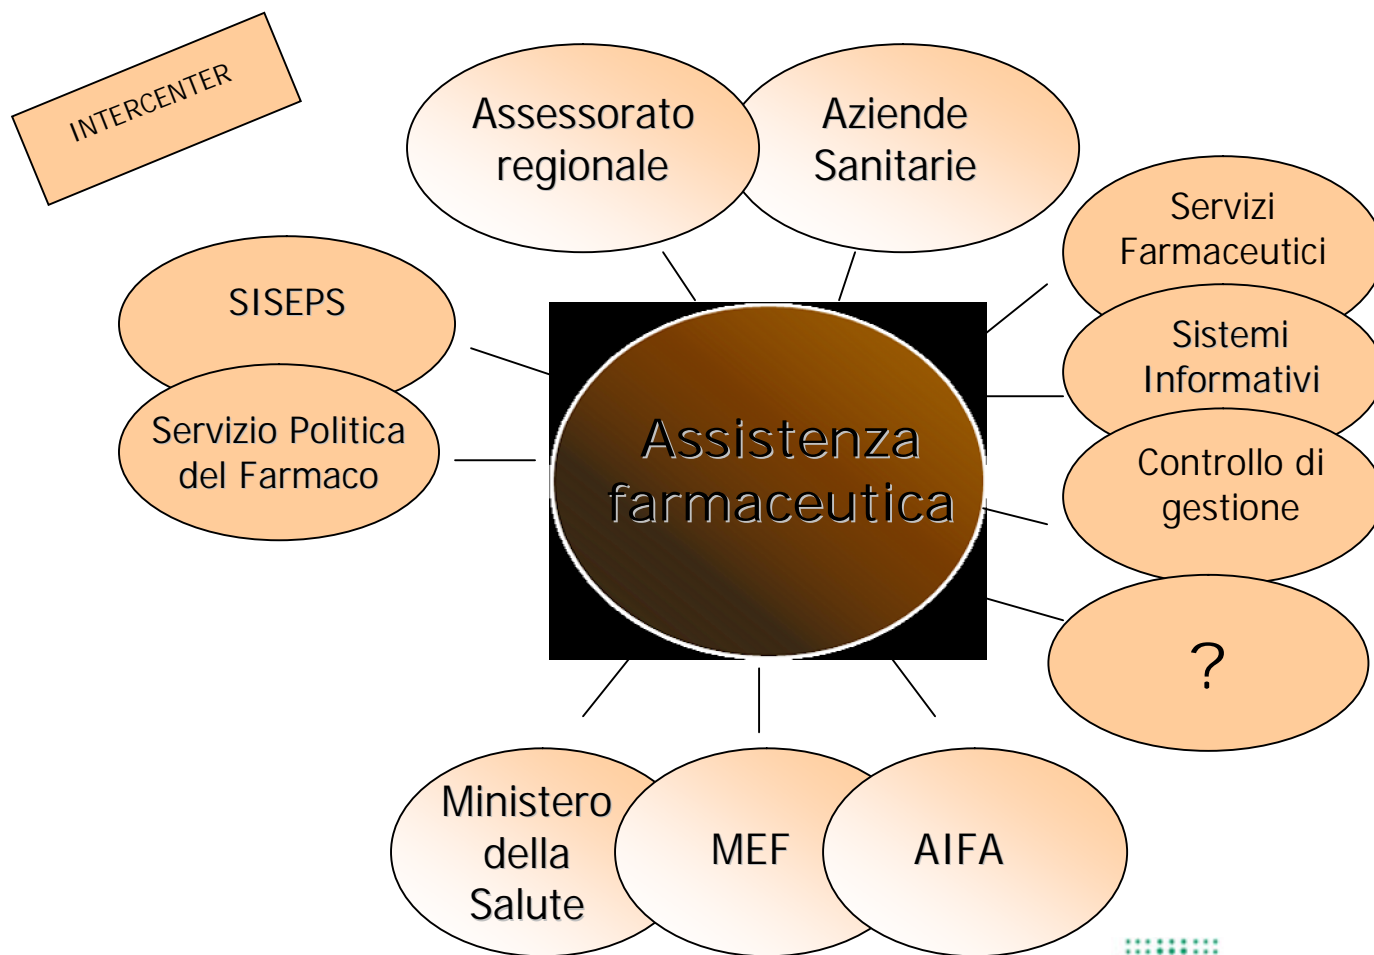 INTERCENTER
Assessorato
regionale
Aziende
Sanitarie
Servizi
Farmaceutici
SISEPS
Sistemi
Informativi
Servizio Politica
del Farmaco
Assistenza
farmaceutica
Controllo di
gestione
?
Ministero
della
Salute
MEF
AIFA